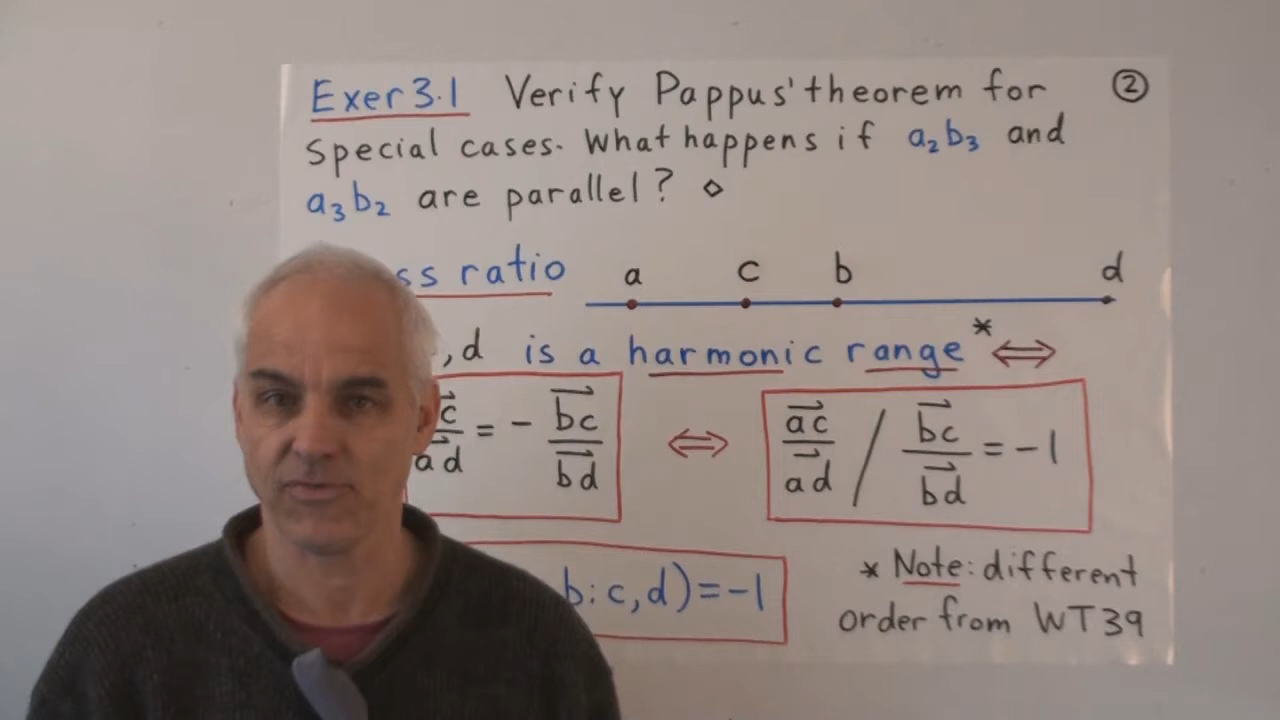 Exer 3.1 Verify Pappus' theorem for ②
special cases. What happens if a₂b₃ and
a₃b₂ are parallel? ◇
ss ratio
a c b d
, d is a harmonic range* ⇔
c / ad = - bc / bd ⇔ ac / ad / bc / bd = -1
b : c, d) = -1
* Note: different
order from WT39